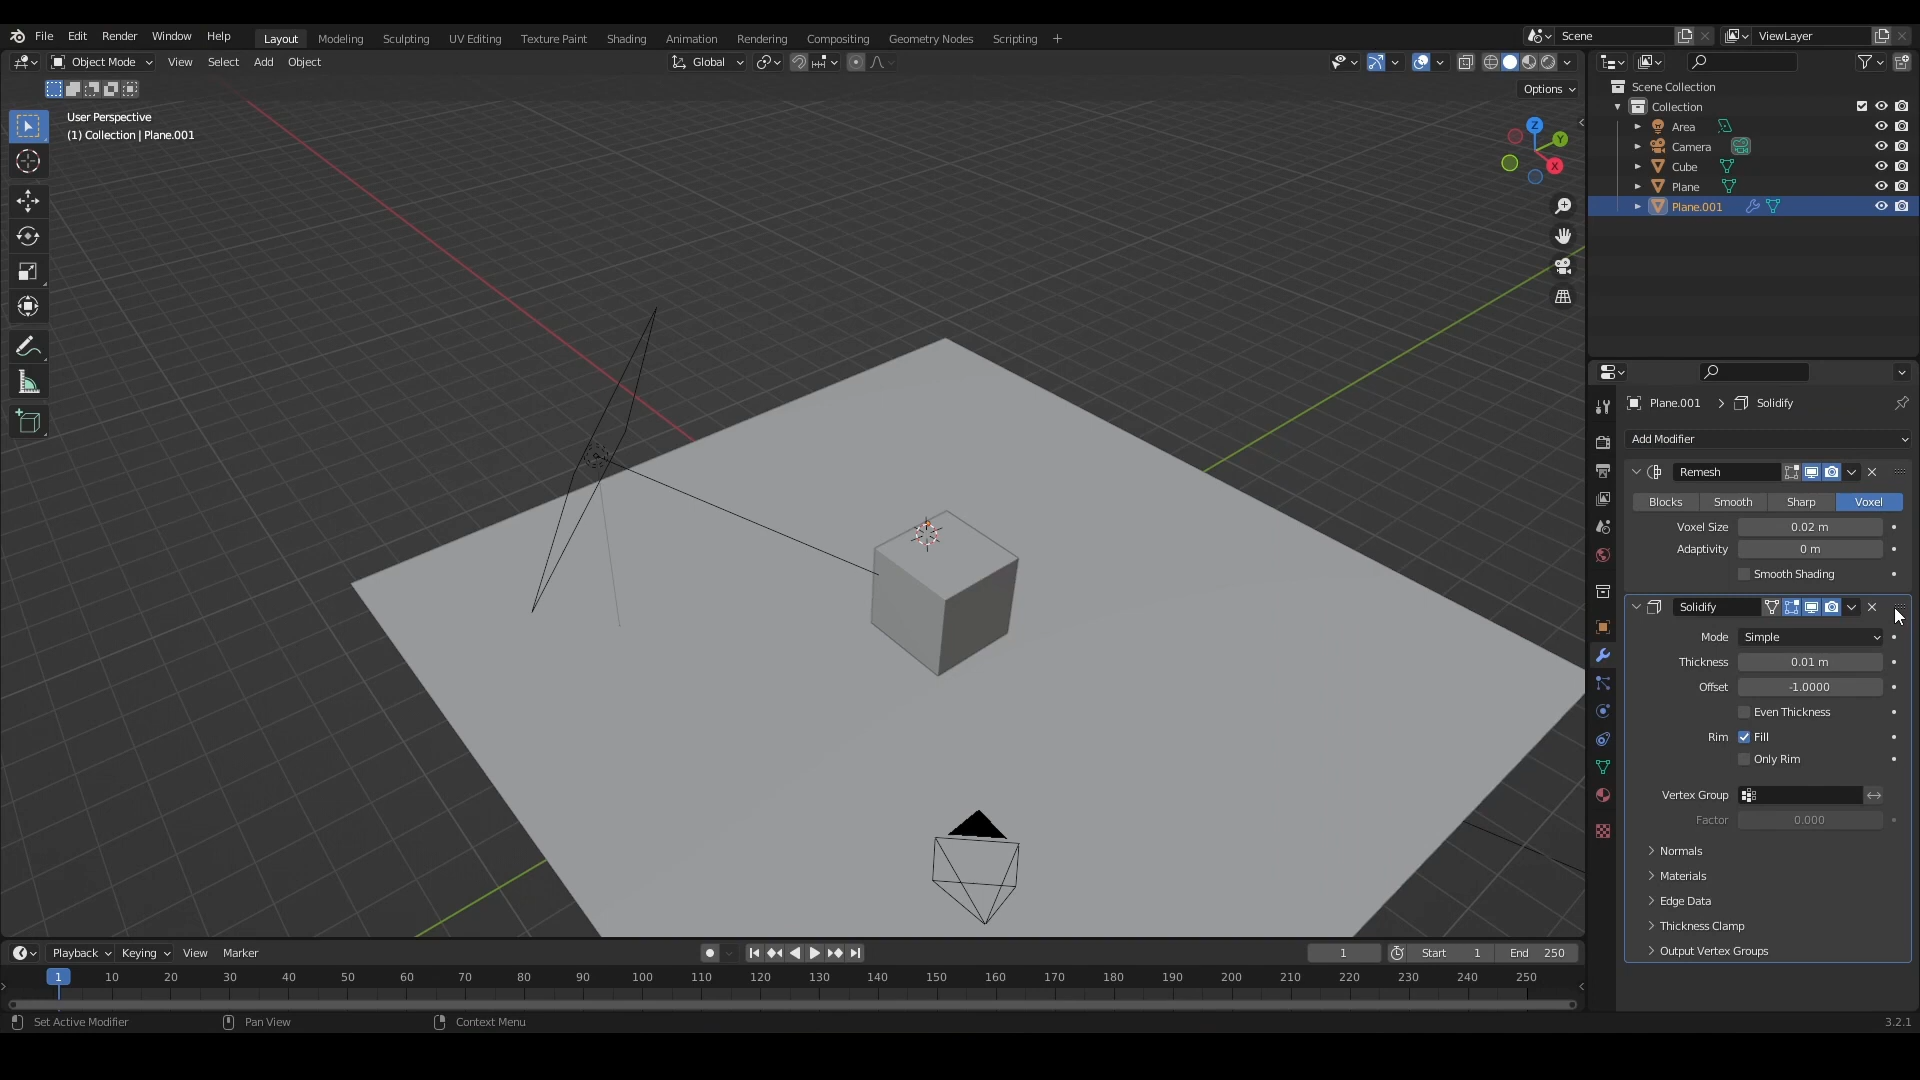 File Edit Render Window Help Layout Modeling Sculpting UV Editing Texture Paint Shading Animation Rendering Compositing Geometry Nodes Scripting + Scene ViewLayer
Object Mode View Select Add Object Global
Options
User Perspective
(1) Collection | Plane.001
Z
Y
X
Scene Collection
Collection
Area
Camera
Cube
Plane
Plane.001
Plane.001 > Solidify
Add Modifier
Remesh
Blocks Smooth Sharp Voxel
Voxel Size 0.02 m
Adaptivity 0 m
Smooth Shading
Solidify
Mode Simple
Thickness 0.01 m
Offset -1.0000
Even Thickness
Rim Fill
Only Rim
Vertex Group
Factor 0.000
Normals
Materials
Edge Data
Thickness Clamp
Output Vertex Groups
Playback Keying View Marker 1 Start 1 End 250
1 10 20 30 40 50 60 70 80 90 100 110 120 130 140 150 160 170 180 190 200 210 220 230 240 250
Set Active Modifier Pan View Context Menu 3.2.1